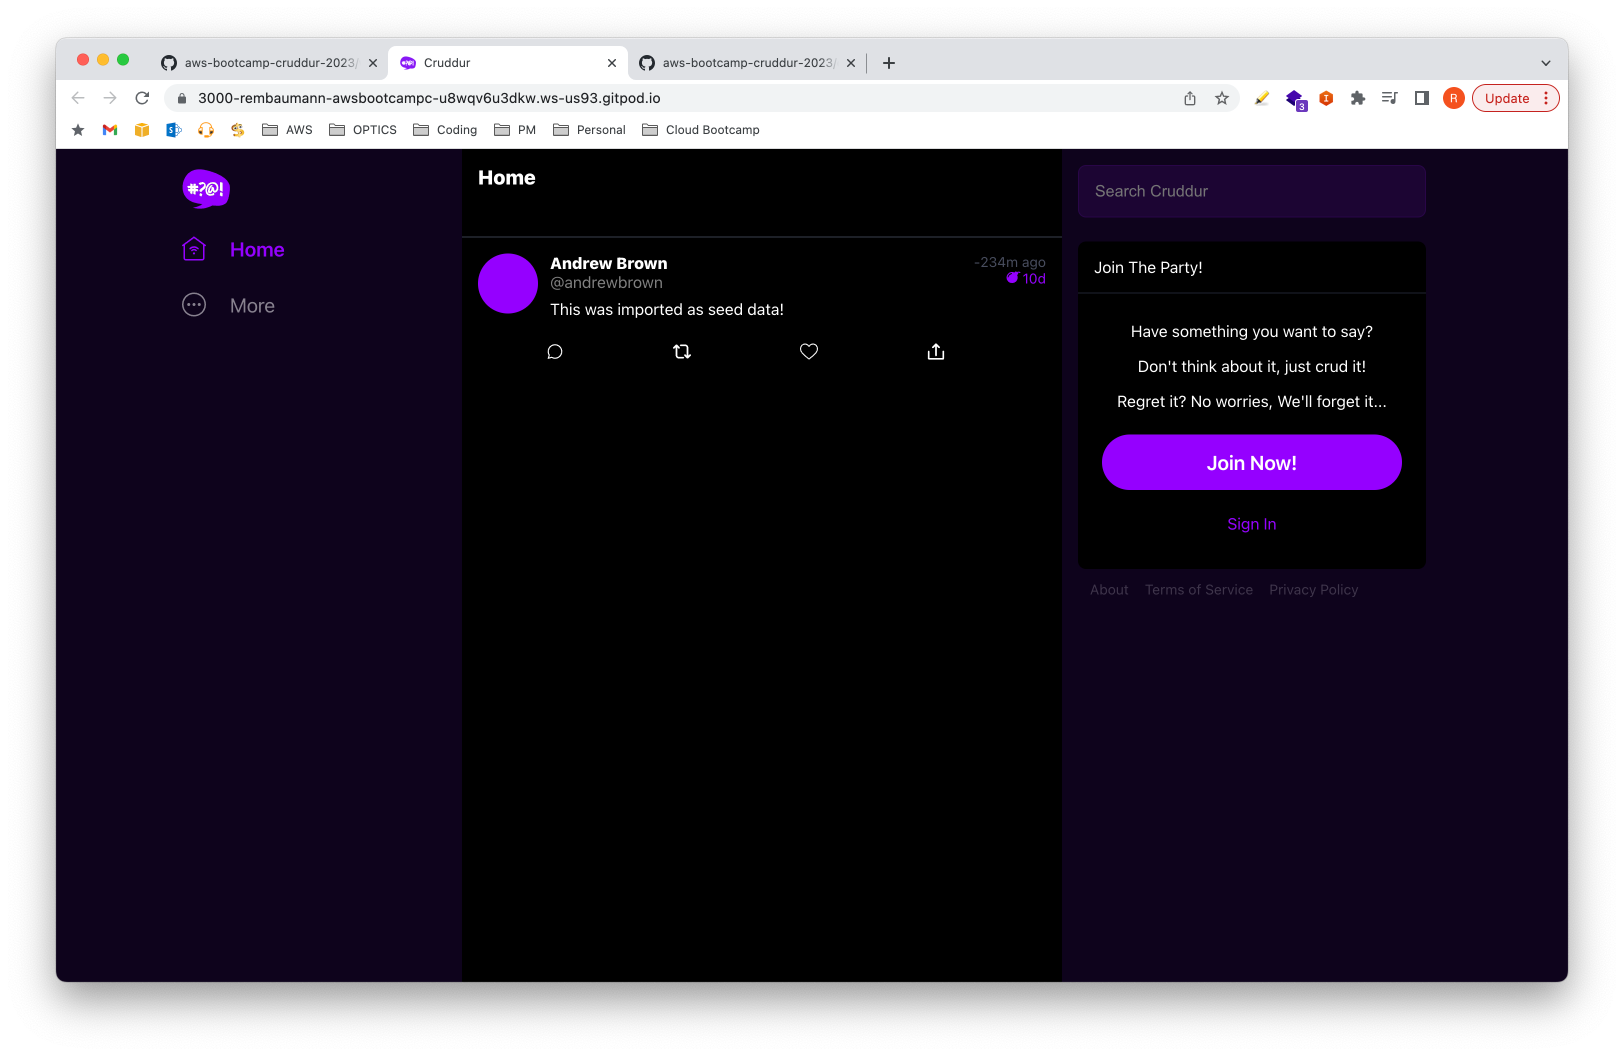 aws-bootcamp-cruddur-2023/
Cruddur
aws-bootcamp-cruddur-2023/
3000-rembaumann-awsbootcampc-u8wqv6u3dkw.ws-us93.gitpod.io
3
R
Update
AWS
OPTICS
Coding
PM
Personal
Cloud Bootcamp
#?@!
Home
More
Home
Andrew Brown
-234m ago
@andrewbrown
10d
This was imported as seed data!
Search Cruddur
Join The Party!
Have something you want to say?
Don't think about it, just crud it!
Regret it? No worries, We'll forget it...
Join Now!
Sign In
About
Terms of Service
Privacy Policy